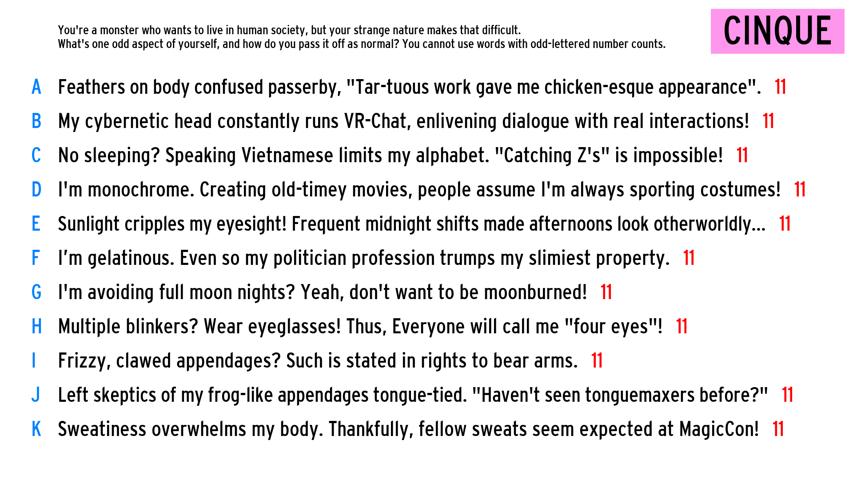 You're a monster who wants to live in human society, but your strange nature makes that difficult.
What's one odd aspect of yourself, and how do you pass it off as normal? You cannot use words with odd-lettered number counts.
CINQUE
A Feathers on body confused passerby, "Tar-tuous work gave me chicken-esque appearance". 11
B My cybernetic head constantly runs VR-Chat, enlivening dialogue with real interactions! 11
C No sleeping? Speaking Vietnamese limits my alphabet. "Catching Z's" is impossible! 11
D I'm monochrome. Creating old-timey movies, people assume I'm always sporting costumes! 11
E Sunlight cripples my eyesight! Frequent midnight shifts made afternoons look otherworldly... 11
F I'm gelatinous. Even so my politician profession trumps my slimiest property. 11
G I'm avoiding full moon nights? Yeah, don't want to be moonburned! 11
H Multiple blinkers? Wear eyeglasses! Thus, Everyone will call me "four eyes"! 11
I Frizzy, clawed appendages? Such is stated in rights to bear arms. 11
J Left skeptics of my frog-like appendages tongue-tied. "Haven't seen tonguemaxers before?" 11
K Sweatiness overwhelms my body. Thankfully, fellow sweats seem expected at MagicCon! 11